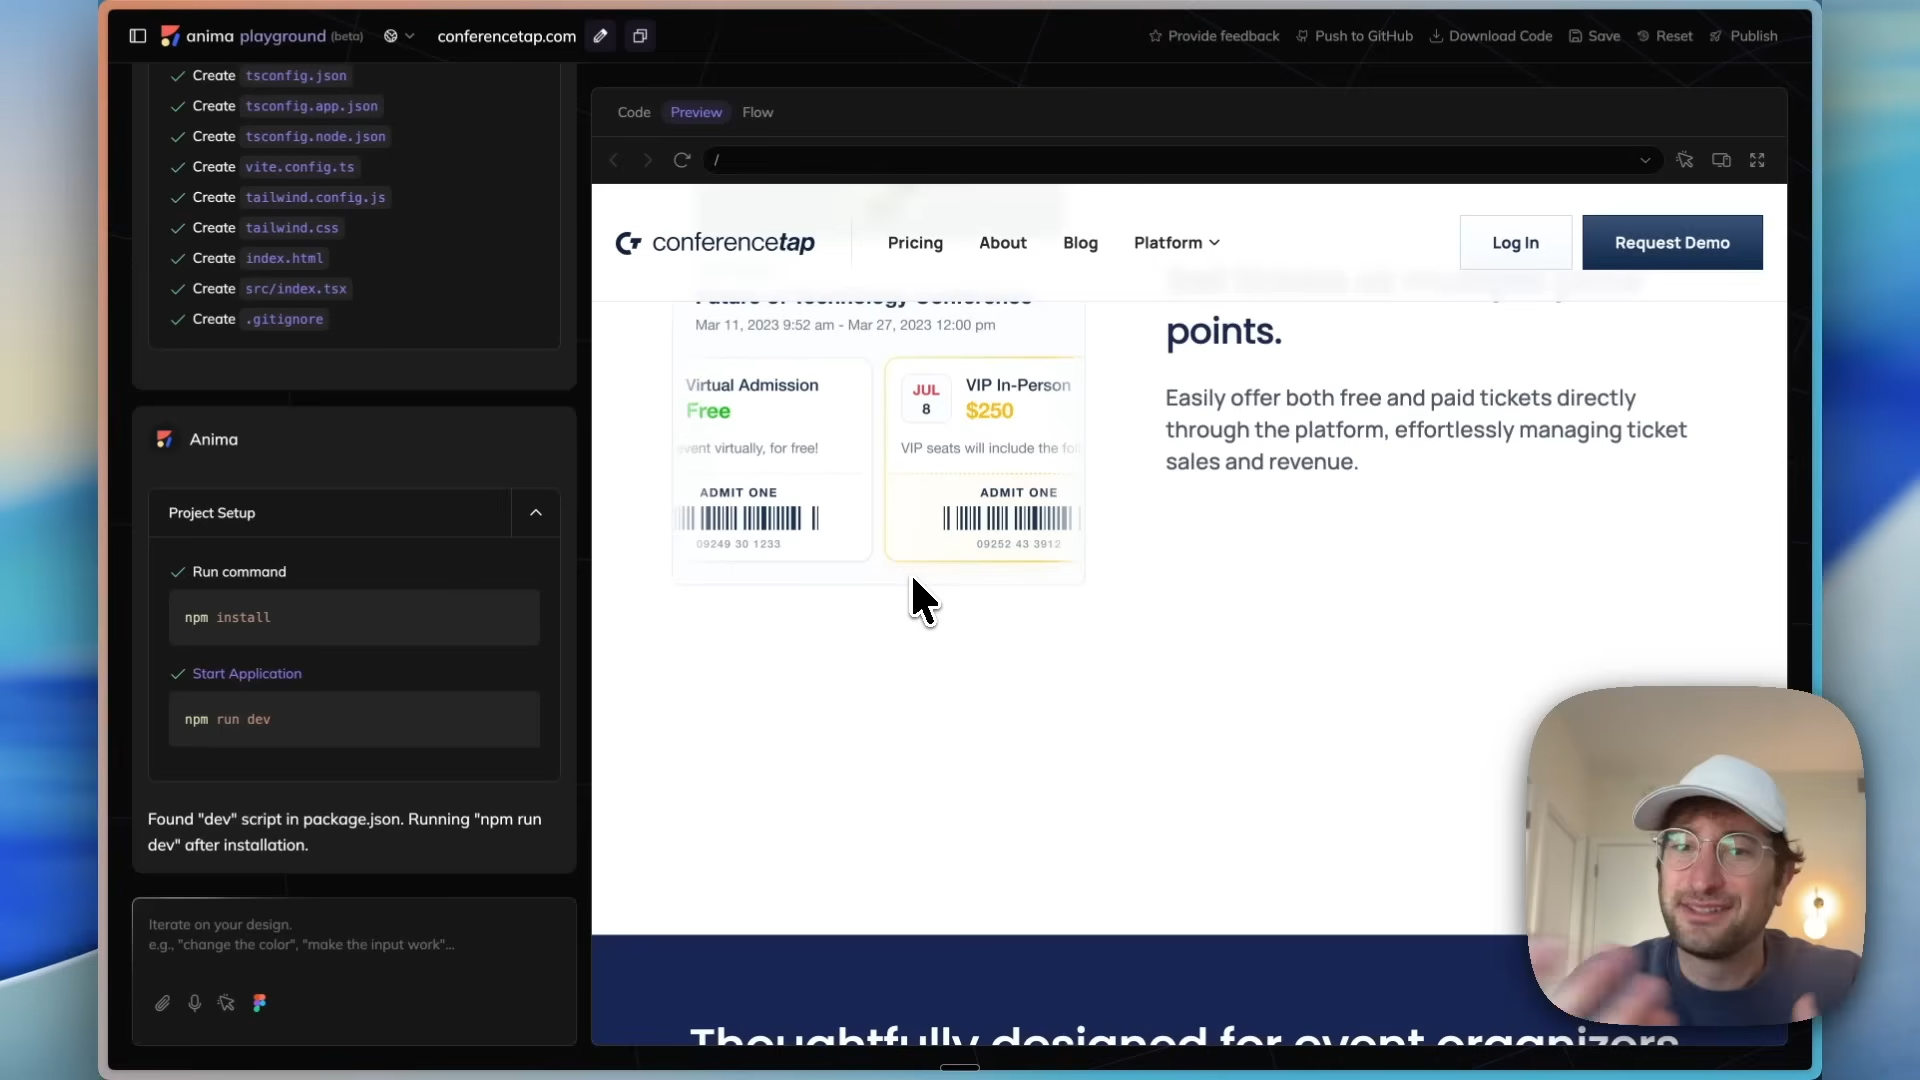 anima playground (beta)
conferencetap.com
Provide feedback
Push to GitHub
Download Code
Save
Reset
Publish
Create tsconfig.json
Create tsconfig.app.json
Create tsconfig.node.json
Create vite.config.ts
Create tailwind.config.js
Create tailwind.css
Create index.html
Create src/index.tsx
Create .gitignore
Anima
Project Setup
Run command
npm install
Start Application
npm run dev
Found "dev" script in package.json. Running "npm run
dev" after installation.
Iterate on your design.
e.g., "change the color", "make the input work"...
Code
Preview
Flow
/
conferencetap
Pricing
About
Blog
Platform
Log In
Request Demo
Future of Technology Conference
Mar 11, 2023 9:52 am - Mar 27, 2023 12:00 pm
Virtual Admission
Free
event virtually, for free!
ADMIT ONE
09249 30 1233
JUL
8
VIP In-Person
$250
VIP seats will include the fol
ADMIT ONE
09252 43 3912
points.
Easily offer both free and paid tickets directly
through the platform, effortlessly managing ticket
sales and revenue.
Thoughtfully designed for event organizers